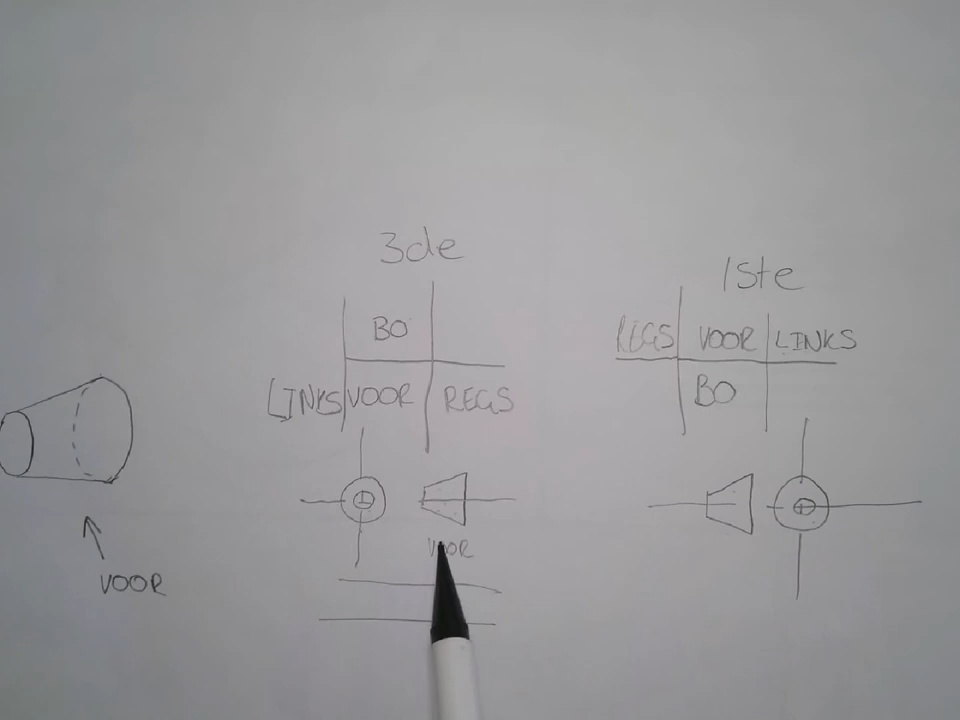 3de
BO
LINKS VOOR REGS
VOOR
1Ste
REGS VOOR LINKS
BO
VOOR